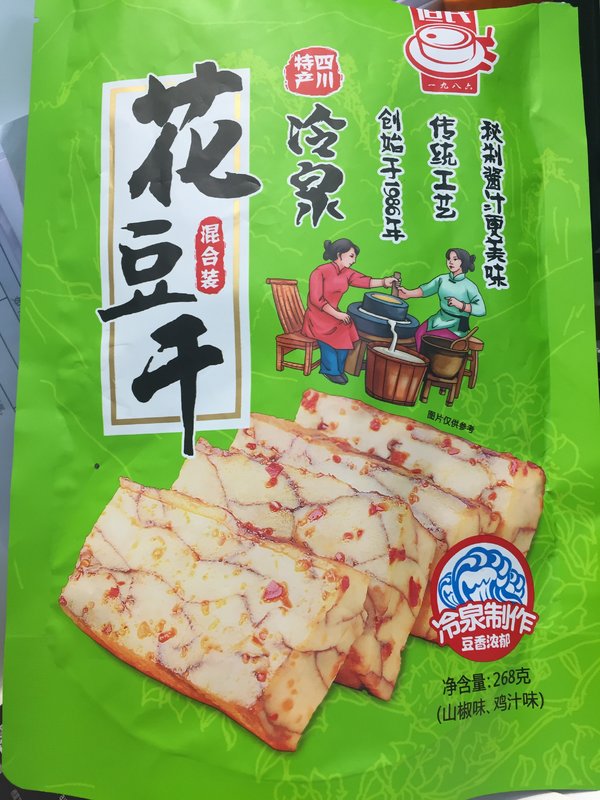 一九八六
四川
特产
冷泉
花豆干
混合装
秘制酱汁更美味
传统工艺
创始于1986年
图片仅供参考
冷泉制作
豆香浓郁
净含量:268克
(山椒味、鸡汁味)